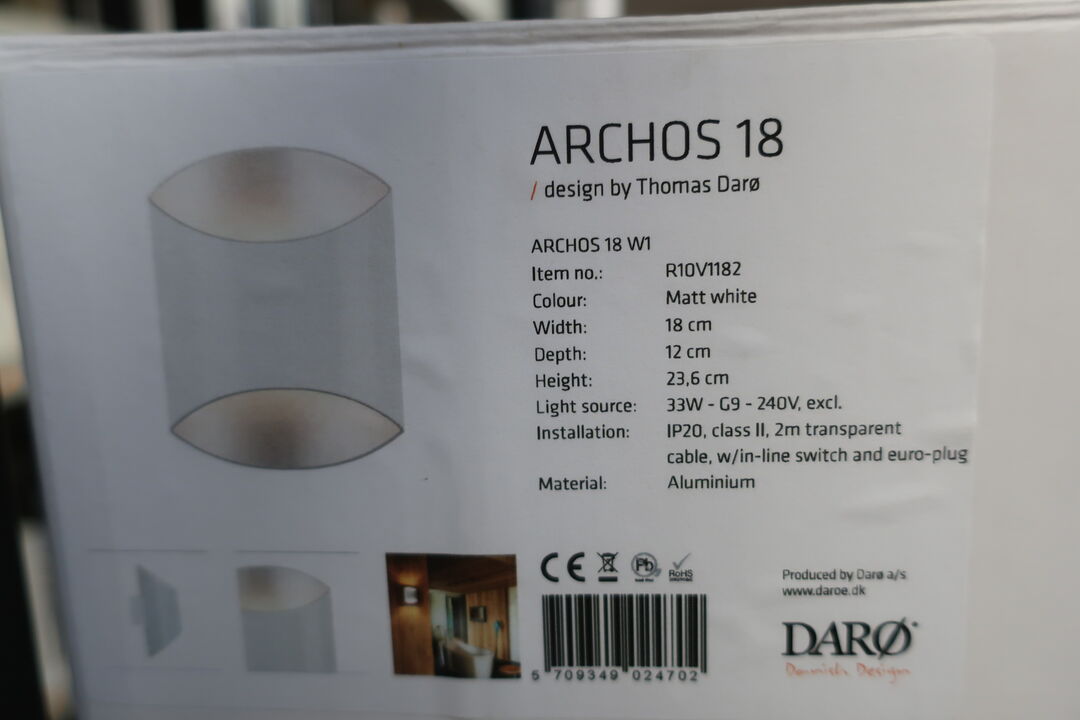 ARCHOS 18
/ design by Thomas Darø
ARCHOS 18 W1
Item no.: R10V1182
Colour: Matt white
Width: 18 cm
Depth: 12 cm
Height: 23,6 cm
Light source: 33W - G9 - 240V, excl.
Installation: IP20, class II, 2m transparent
cable, w/in-line switch and euro-plug
Material: Aluminium
CE Pb RoHS
5 709349 024702
Produced by Darø a/s
www.daroe.dk
DARØ
Dannish Design